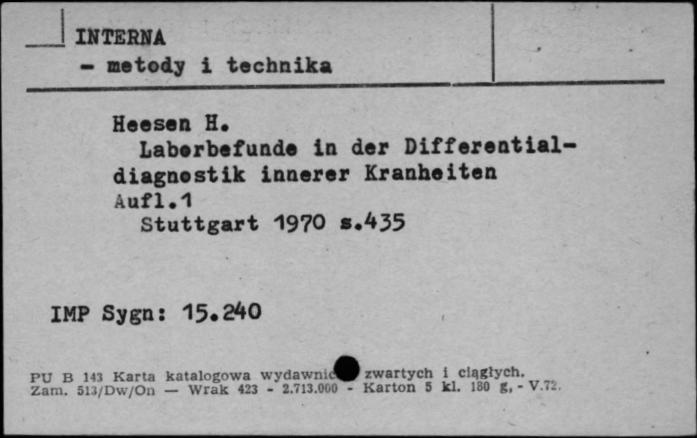 INTERNA
- metody i technika
Heesen H.
Laborbefunde in der Differential-
diagnostik innerer Kranheiten
Aufl.1
Stuttgart 1970 s.435
IMP Sygn: 15.240
PU B 143 Karta katalogowa wydawnic zwartych i ciągłych.
Zam. 513/Dw/On — Wrak 423 - 2.713.000 - Karton 5 kl. 180 g, - V.72.